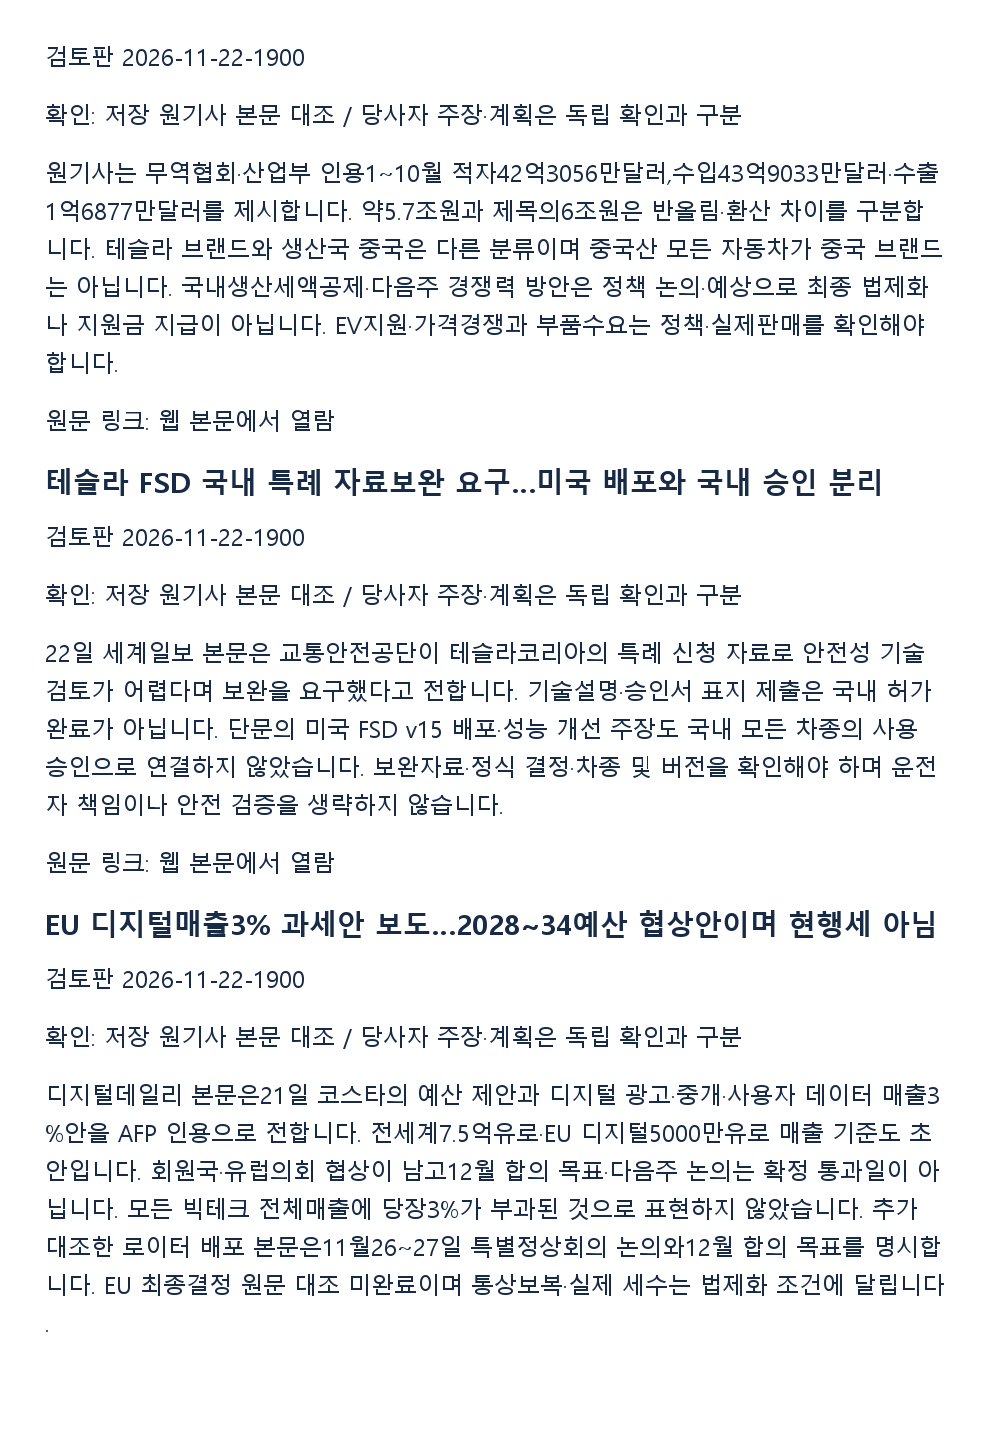 검토판 2026-11-22-1900
확인: 저장 원기사 본문 대조 / 당사자 주장·계획은 독립 확인과 구분
원기사는 무역협회·산업부 인용1~10월 적자42억3056만달러,수입43억9033만달러·수출
1억6877만달러를 제시합니다. 약5.7조원과 제목의6조원은 반올림·환산 차이를 구분합
니다. 테슬라 브랜드와 생산국 중국은 다른 분류이며 중국산 모든 자동차가 중국 브랜드
는 아닙니다. 국내생산세액공제·다음주 경쟁력 방안은 정책 논의·예상으로 최종 법제화
나 지원금 지급이 아닙니다. EV지원·가격경쟁과 부품수요는 정책·실제판매를 확인해야
합니다.
원문 링크: 웹 본문에서 열람
테슬라 FSD 국내 특례 자료보완 요구...미국 배포와 국내 승인 분리
검토판 2026-11-22-1900
확인: 저장 원기사 본문 대조 / 당사자 주장·계획은 독립 확인과 구분
22일 세계일보 본문은 교통안전공단이 테슬라코리아의 특례 신청 자료로 안전성 기술
검토가 어렵다며 보완을 요구했다고 전합니다. 기술설명·승인서 표지 제출은 국내 허가
완료가 아닙니다. 단문의 미국 FSD v15 배포·성능 개선 주장도 국내 모든 차종의 사용
승인으로 연결하지 않았습니다. 보완자료·정식 결정·차종 및 버전을 확인해야 하며 운전
자 책임이나 안전 검증을 생략하지 않습니다.
원문 링크: 웹 본문에서 열람
EU 디지털매출3% 과세안 보도...2028~34예산 협상안이며 현행세 아님
검토판 2026-11-22-1900
확인: 저장 원기사 본문 대조 / 당사자 주장·계획은 독립 확인과 구분
디지털데일리 본문은21일 코스타의 예산 제안과 디지털 광고·중개·사용자 데이터 매출3
%안을 AFP 인용으로 전합니다. 전세계7.5억유로·EU 디지털5000만유로 매출 기준도 초
안입니다. 회원국·유럽의회 협상이 남고12월 합의 목표·다음주 논의는 확정 통과일이 아
닙니다. 모든 빅테크 전체매출에 당장3%가 부과된 것으로 표현하지 않았습니다. 추가
대조한 로이터 배포 본문은11월26~27일 특별정상회의 논의와12월 합의 목표를 명시합
니다. EU 최종결정 원문 대조 미완료이며 통상보복·실제 세수는 법제화 조건에 달립니다
.